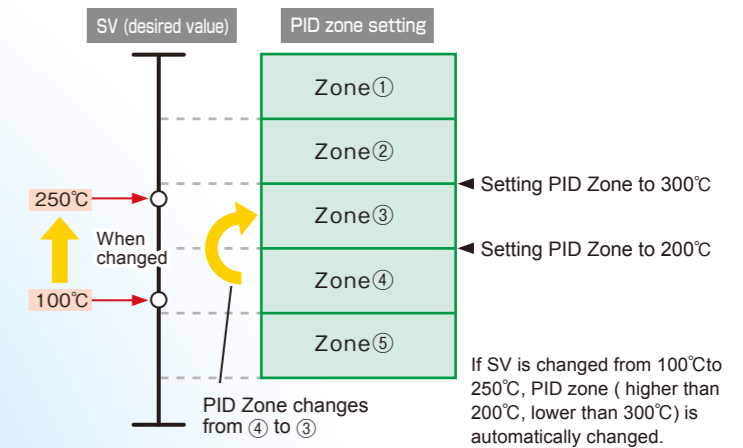 SV (desired value)
PID zone setting
Zone①
Zone②
Setting PID Zone to 300℃
250℃
Zone③
When
changed
Setting PID Zone to 200℃
Zone④
100℃
Zone⑤
If SV is changed from 100℃to
250℃, PID zone ( higher than
200℃, lower than 300℃) is
automatically changed.
PID Zone changes
from ④ to ③